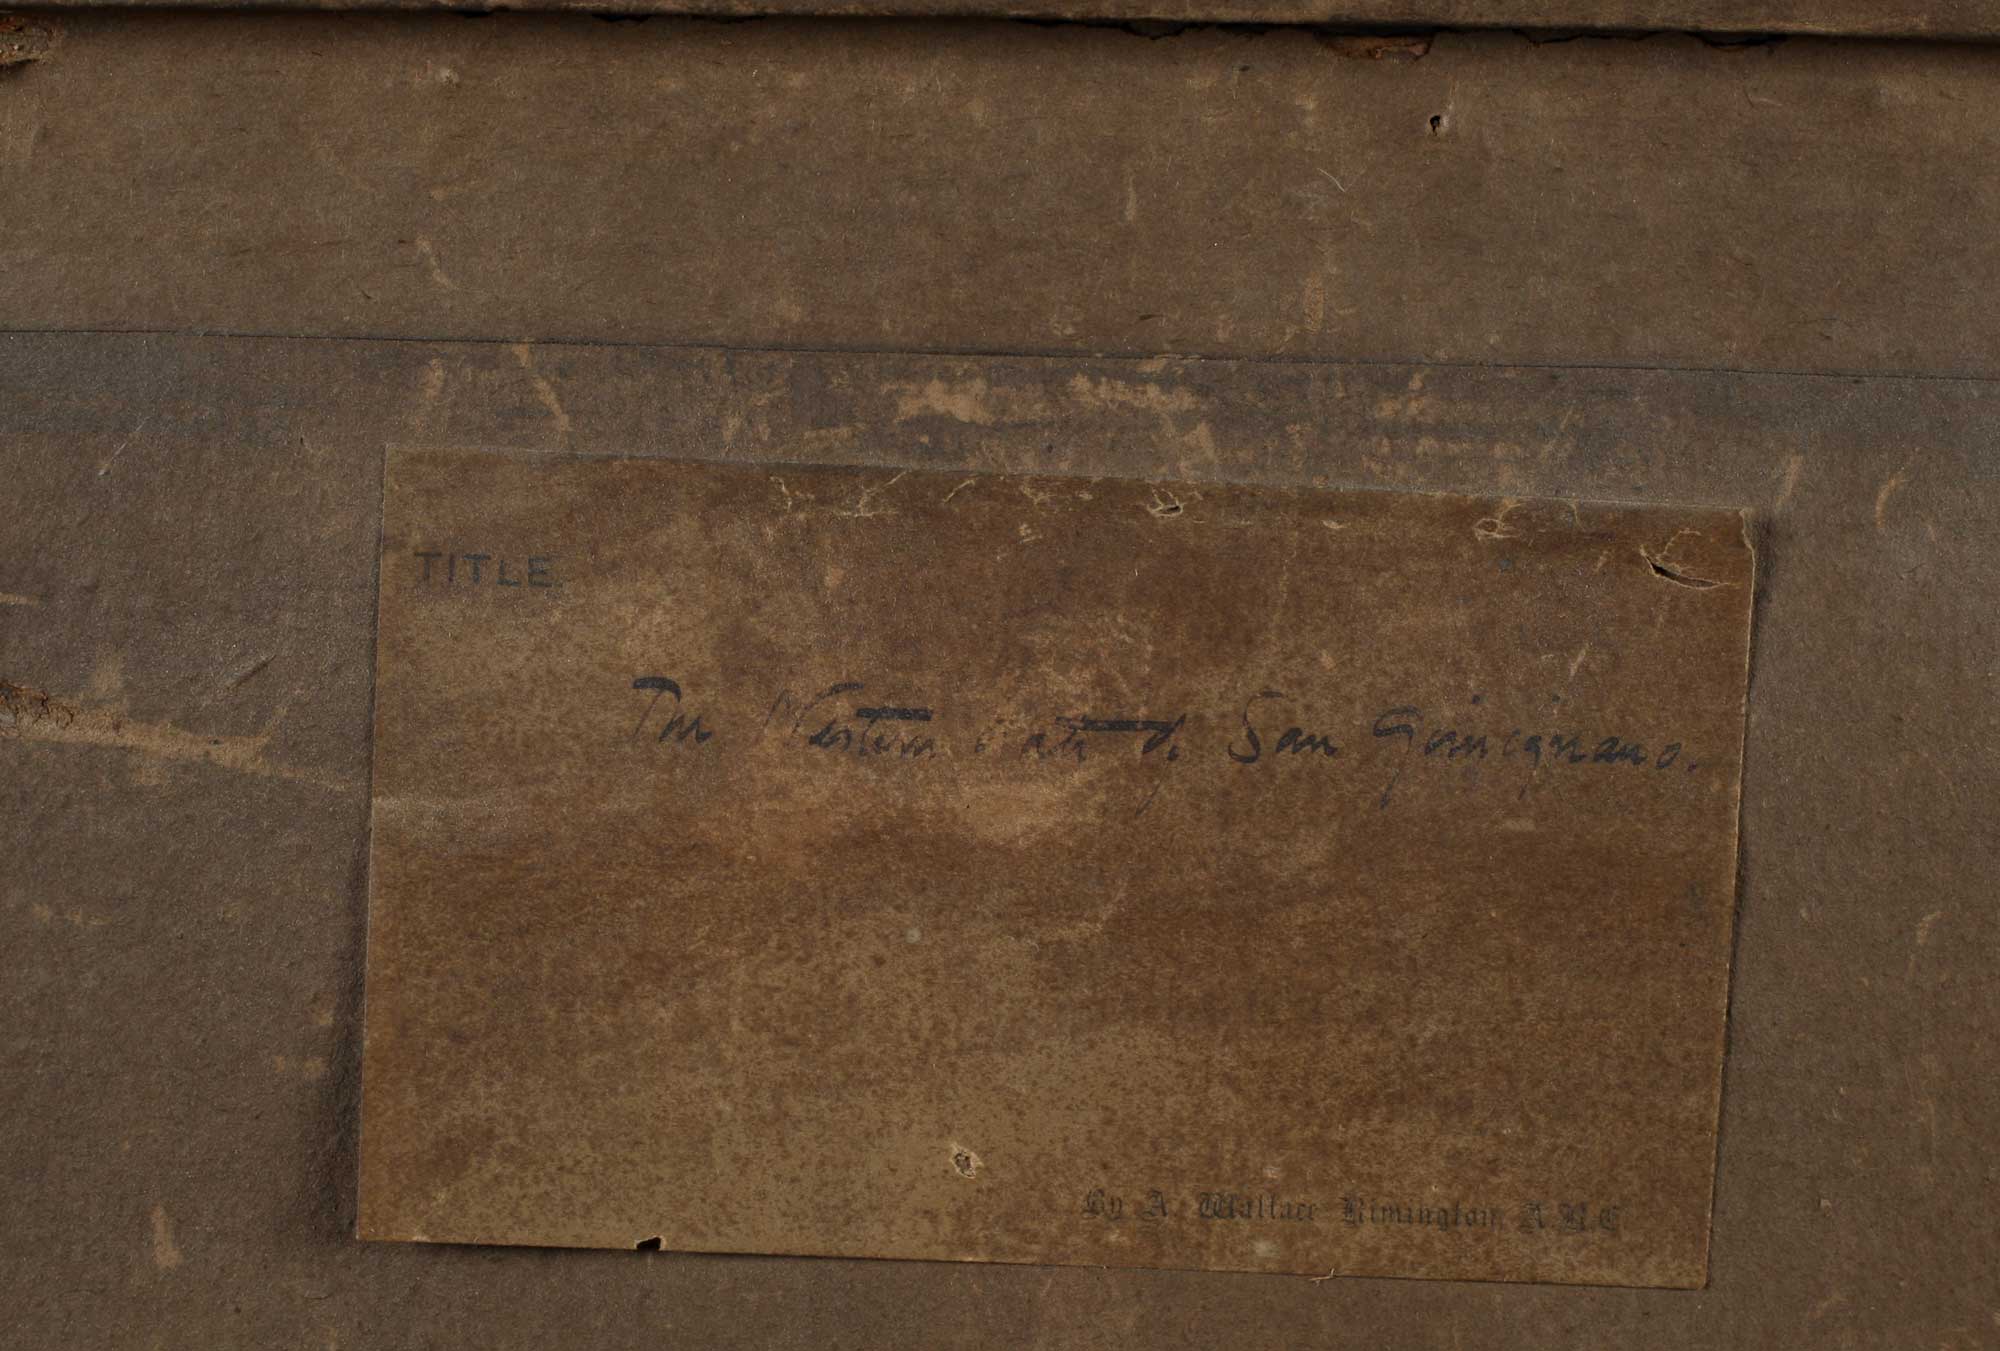 TITLE.
The Western Gate of San Gimignano.
By A. Wallace Rimington, A.R.E.